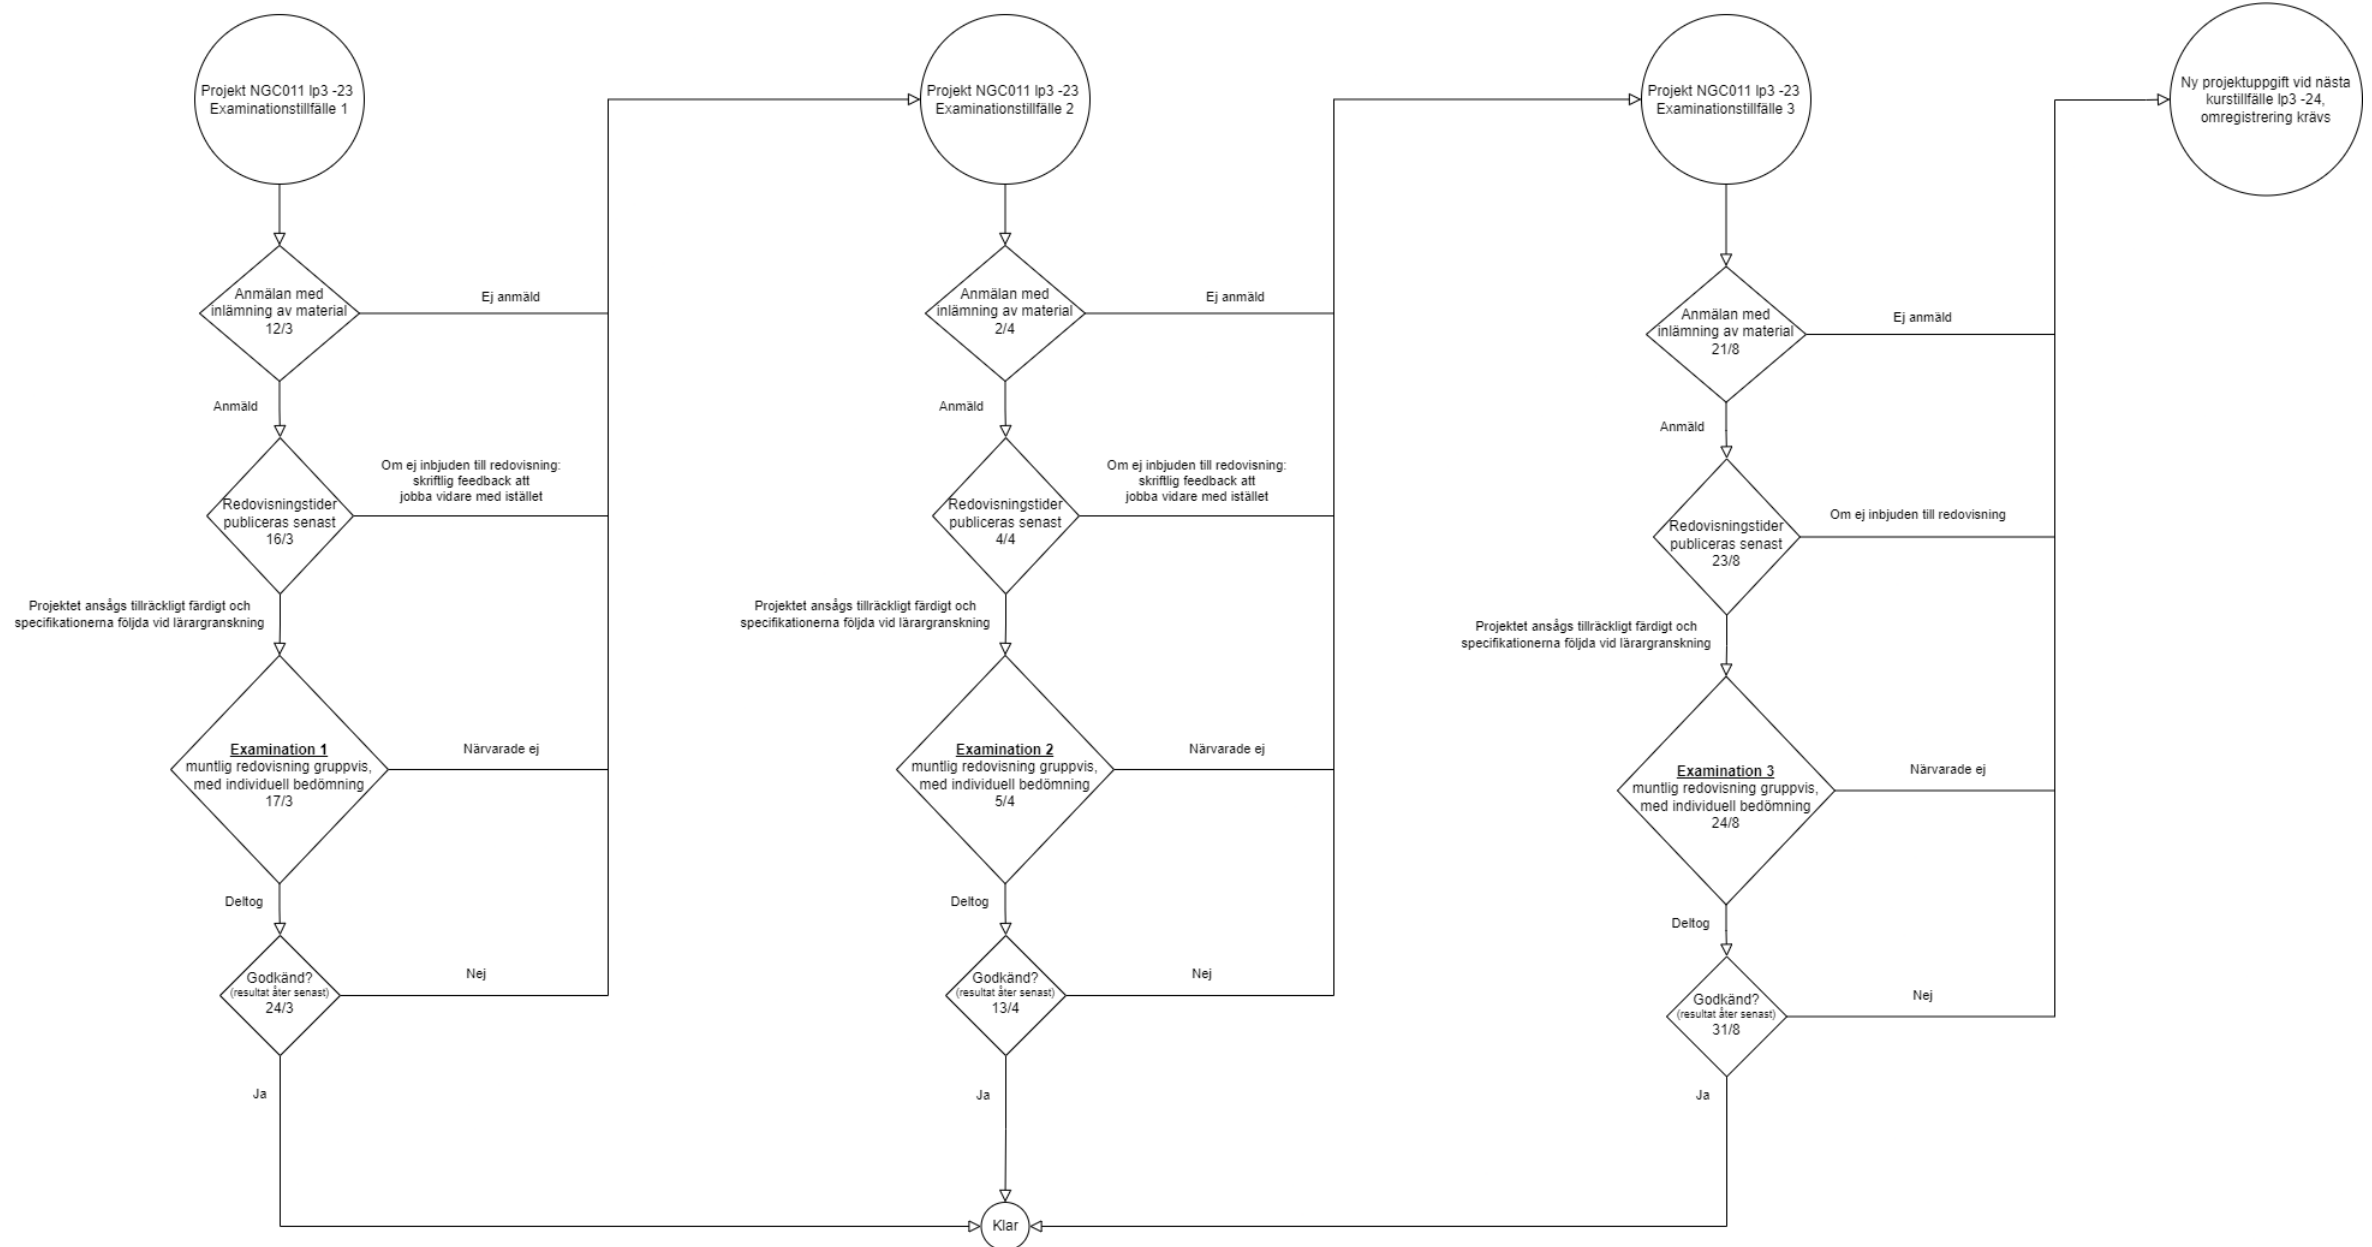 Projekt NGC011 lp3 -23
Examinationstillfälle 1
Anmälan med
inlämning av material
12/3
Ej anmäld
Anmäld
Redovisningstider
publiceras senast
16/3
Om ej inbjuden till redovisning:
skriftlig feedback att
jobba vidare med istället
Projektet ansågs tillräckligt färdigt och
specifikationerna följda vid lärargranskning
Examination 1
muntlig redovisning gruppvis,
med individuell bedömning
17/3
Närvarade ej
Deltog
Godkänd?
(resultat åter senast)
24/3
Nej
Ja
Projekt NGC011 lp3 -23
Examinationstillfälle 2
Anmälan med
inlämning av material
2/4
Ej anmäld
Anmäld
Redovisningstider
publiceras senast
4/4
Om ej inbjuden till redovisning:
skriftlig feedback att
jobba vidare med istället
Projektet ansågs tillräckligt färdigt och
specifikationerna följda vid lärargranskning
Examination 2
muntlig redovisning gruppvis,
med individuell bedömning
5/4
Närvarade ej
Deltog
Godkänd?
(resultat åter senast)
13/4
Nej
Ja
Klar
Projekt NGC011 lp3 -23
Examinationstillfälle 3
Anmälan med
inlämning av material
21/8
Ej anmäld
Anmäld
Redovisningstider
publiceras senast
23/8
Om ej inbjuden till redovisning
Projektet ansågs tillräckligt färdigt och
specifikationerna följda vid lärargranskning
Examination 3
muntlig redovisning gruppvis,
med individuell bedömning
24/8
Närvarade ej
Deltog
Godkänd?
(resultat åter senast)
31/8
Nej
Ja
Ny projektuppgift vid nästa
kurstillfälle lp3 -24,
omregistrering krävs